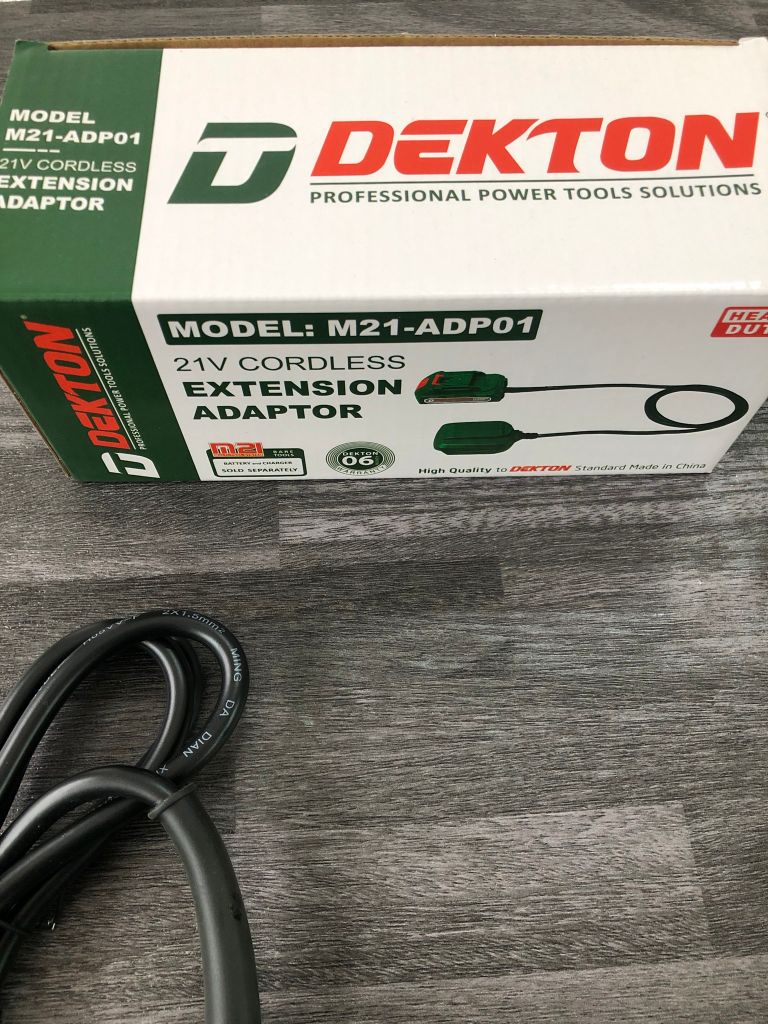 MODEL
M21-ADP01
21V CORDLESS
EXTENSION
ADAPTOR
DEKTON
PROFESSIONAL POWER TOOLS SOLUTIONS
DEKTON
PROFESSIONAL POWER TOOLS SOLUTIONS
MODEL: M21-ADP01
HEA
DUT
21V CORDLESS
EXTENSION
ADAPTOR
m21
BARE
TOOLS
BATTERY and CHARGER
SOLD SEPARATELY
DEKTON
06
WARRANTY
High Quality to DEKTON Standard Made in China
2X1.5mm2 MING DA DIAN